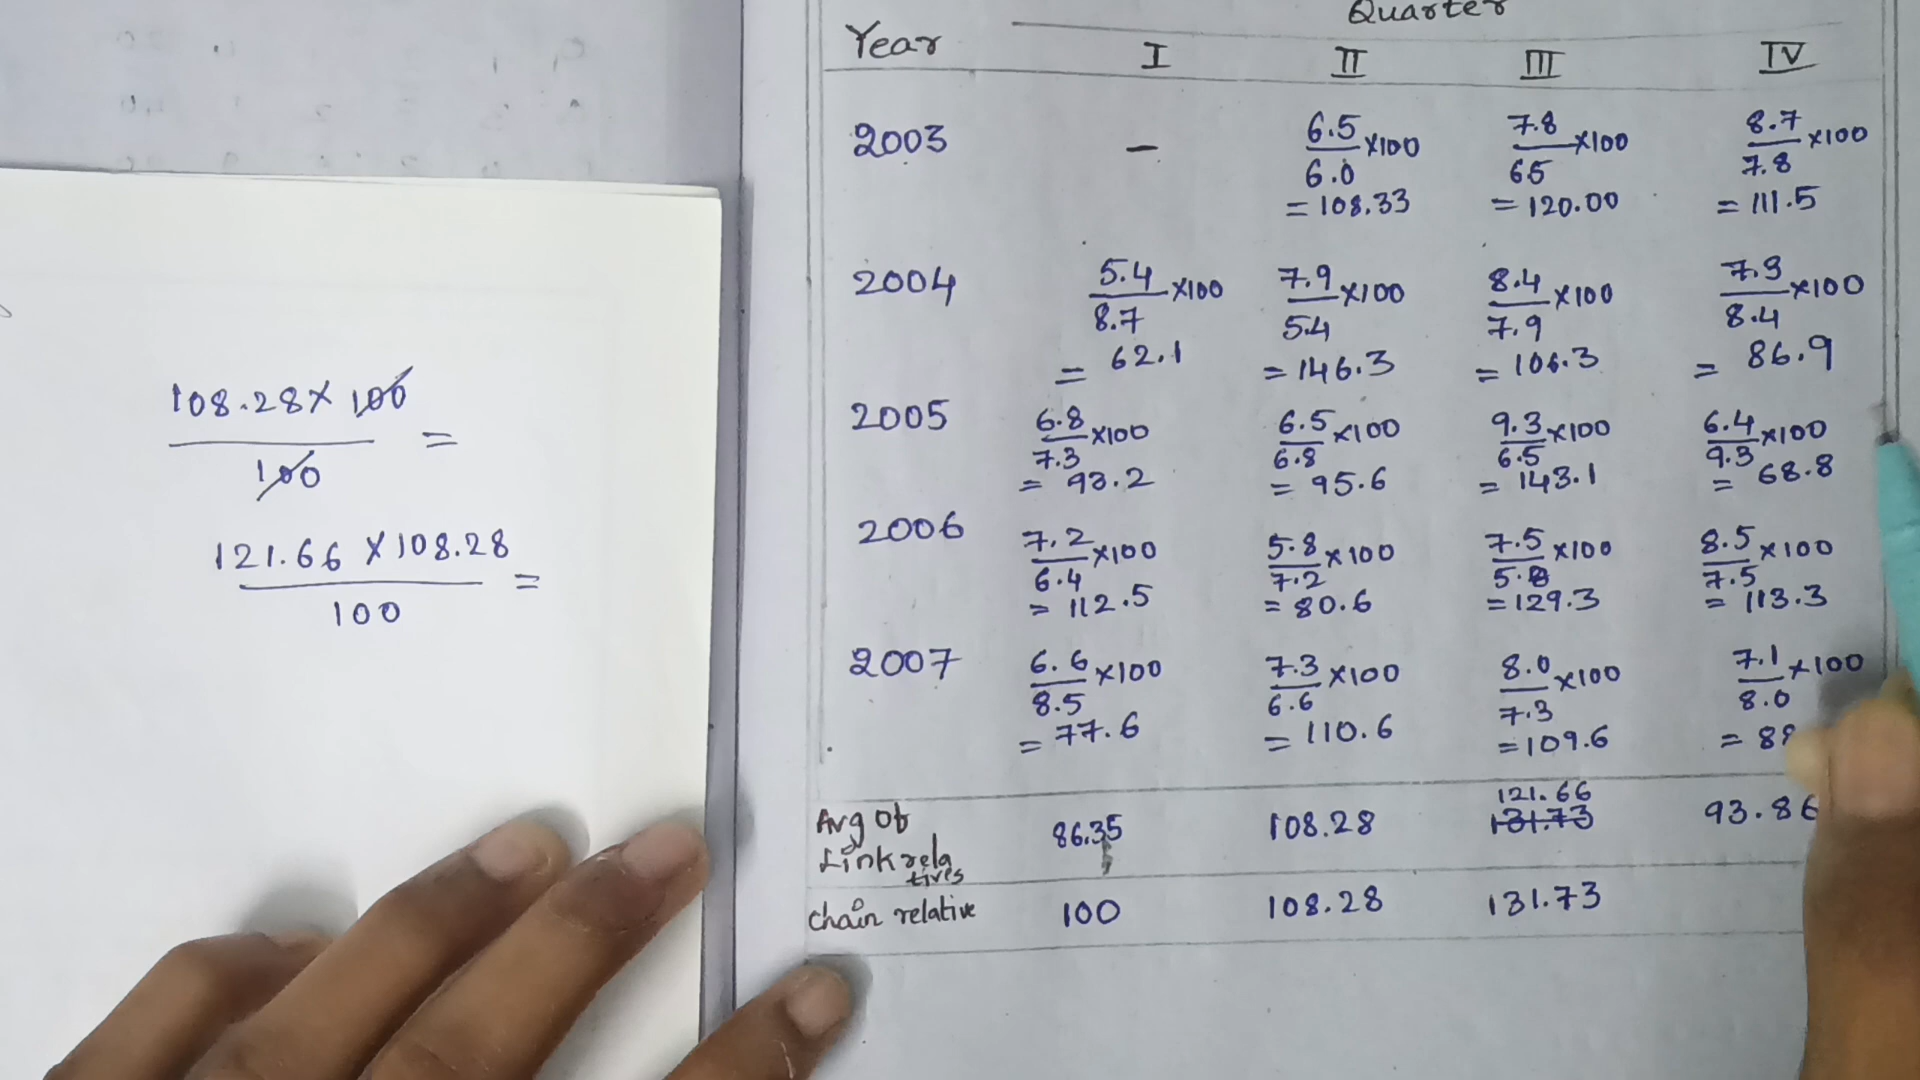 108.28 × 100
100
=
121.66 × 108.28
100
=
Quarter
Year I II III IV
2003 – 6.5/6.0 ×100 7.8/65 ×100 8.7/7.8 ×100
= 108.33 = 120.00 = 111.5
2004 5.4/8.7 ×100 7.9/5.4 ×100 8.4/7.9 ×100 7.3/8.4 ×100
= 62.1 = 146.3 = 106.3 = 86.9
2005 6.8/7.3 ×100 6.5/6.8 ×100 9.3/6.5 ×100 6.4/9.3 ×100
= 93.2 = 95.6 = 143.1 = 68.8
2006 7.2/6.4 ×100 5.8/7.2 ×100 7.5/5.8 ×100 8.5/7.5 ×100
= 112.5 = 80.6 = 129.3 = 113.3
2007 6.6/8.5 ×100 7.3/6.6 ×100 8.0/7.3 ×100 7.1/8.0 ×100
= 77.6 = 110.6 = 109.6
121.66
Avg Of 86.35 108.28 131.73 93.86
Link rela
tives
chain relative 100 108.28 131.73